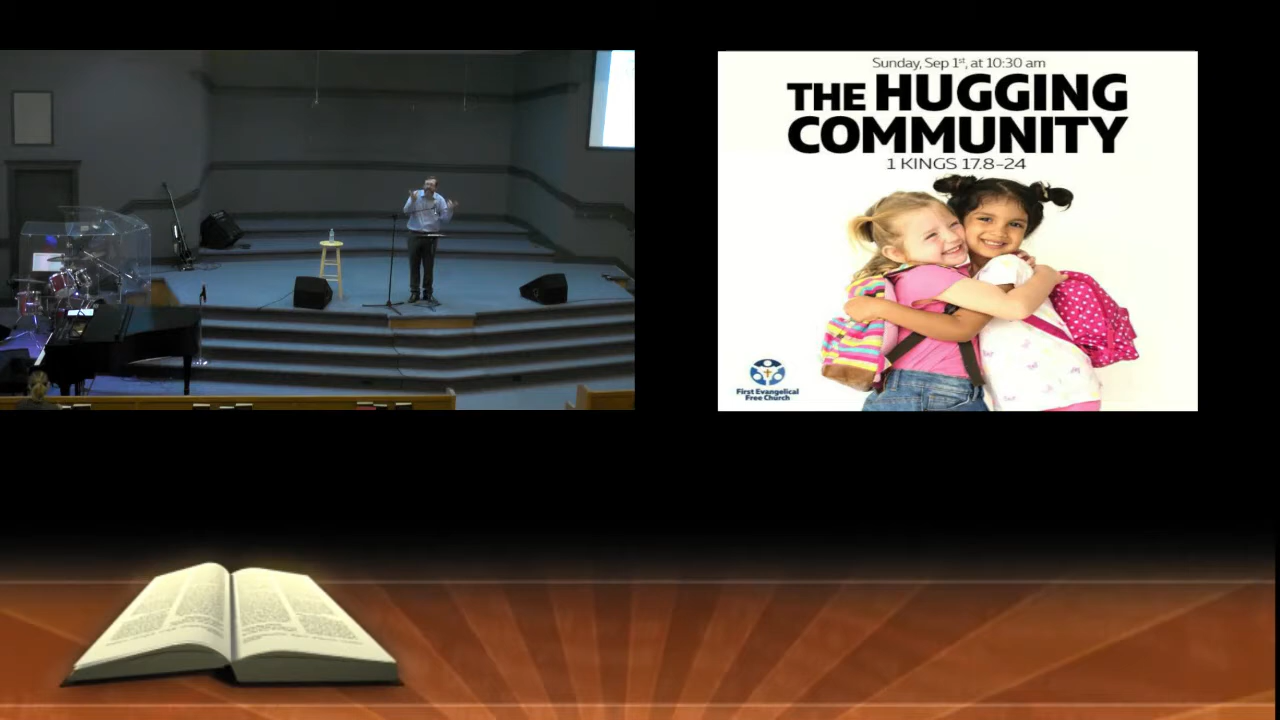 Sunday, Sep 1st, at 10:30 am
THE HUGGING
COMMUNITY
1 KINGS 17.8-24
First Evangelical
Free Church